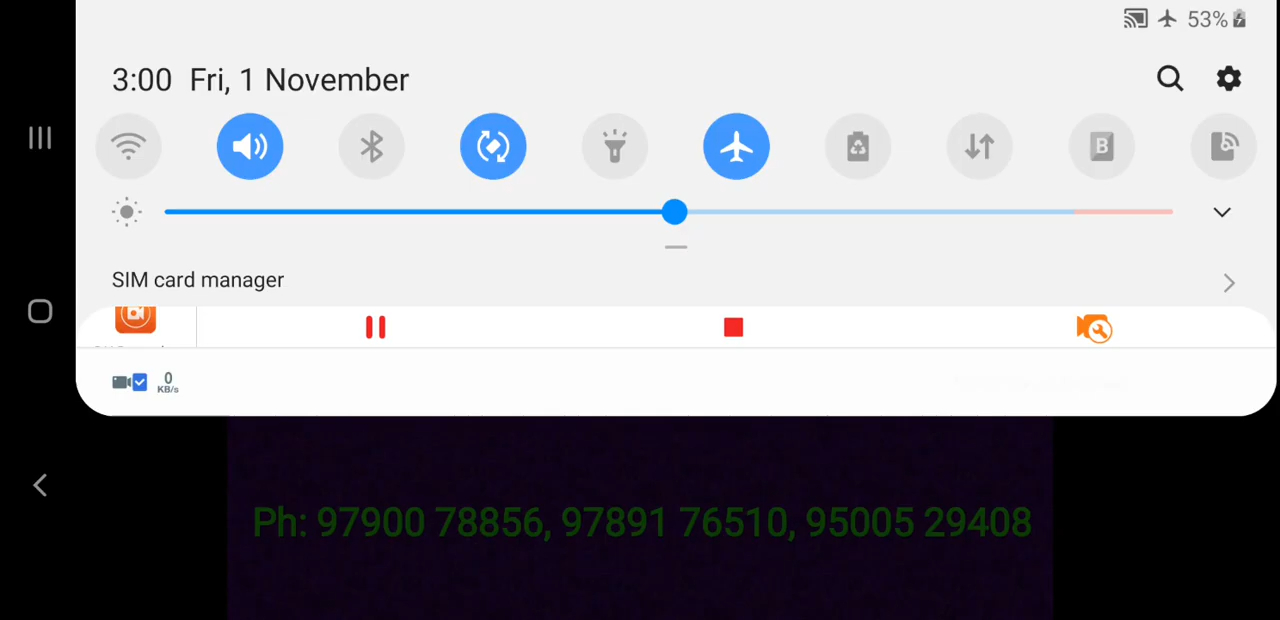 53%
3:00 Fri, 1 November
B
SIM card manager
0
KB/s
Ph: 97900 78856, 97891 76510, 95005 29408